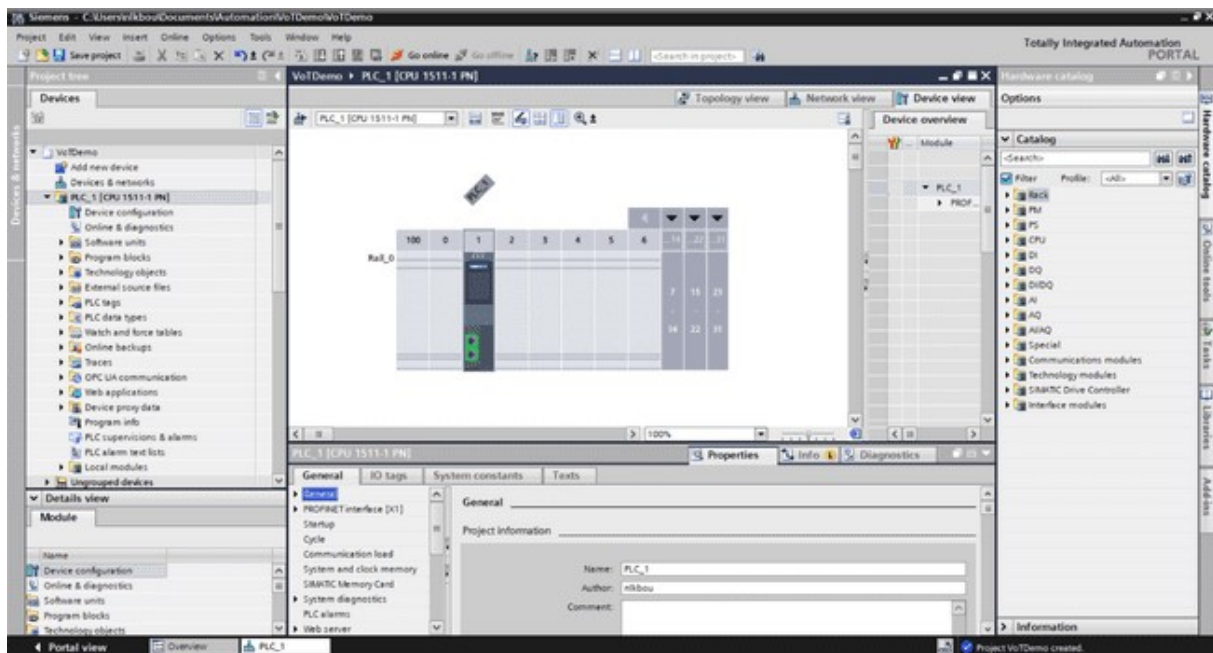 Siemens - C:\Users\nlkbou\Documents\Automation\VoTDemo\VoTDemo
Project Edit View Insert Online Options Tools Window Help
Totally Integrated Automation
PORTAL
Save project
Go online
Go offline
<Search in project>
Project tree
Devices
Devices & networks
VoTDemo
Add new device
Devices & networks
PLC_1 [CPU 1511-1 PN]
Device configuration
Online & diagnostics
Software units
Program blocks
Technology objects
External source files
PLC tags
PLC data types
Watch and force tables
Online backups
Traces
OPC UA communication
Web applications
Device proxy data
Program info
PLC supervisions & alarms
PLC alarm text lists
Local modules
Ungrouped devices
Details view
Module
Name
Device configuration
Online & diagnostics
Software units
Program blocks
Technology objects
VoTDemo PLC_1 [CPU 1511-1 PN]
Topology view
Network view
Device view
PLC_1 [CPU 1511-1 PN]
Device overview
Module
PLC_1
PROF...
PLC_1
100 0 1 2 3 4 5 6
Rail_0
7 15 23
14 22 31
100%
PLC_1 [CPU 1511-1 PN]
Properties
Info
Diagnostics
General IO tags System constants Texts
General
PROFINET interface [X1]
Startup
Cycle
Communication load
System and clock memory
SIMATIC Memory Card
System diagnostics
PLC alarms
Web server
General
Project information
Name: PLC_1
Author: nlkbou
Comment:
Hardware catalog
Options
Catalog
<Search>
Filter Profile: <All>
Rack
PM
PS
CPU
DI
DQ
DI/DQ
AI
AQ
AI/AQ
Special
Communications modules
Technology modules
SIMATIC Drive Controller
Interface modules
Information
Hardware catalog
Online tools
Tasks
Libraries
Add-ins
Portal view
Overview
PLC_1
Project VoTDemo created.